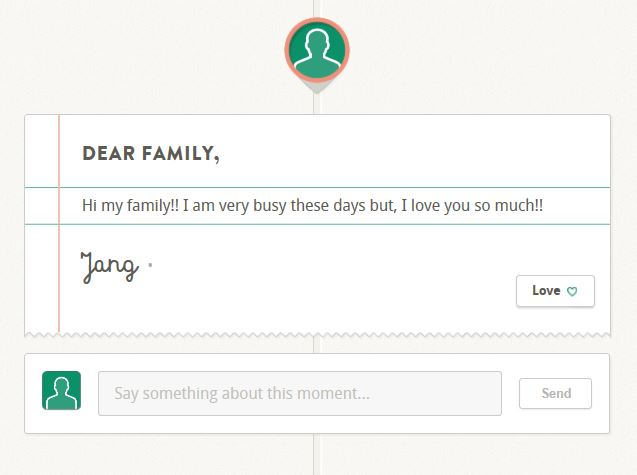 DEAR FAMILY,
Hi my family!! I am very busy these days but, I love you so much!!
Jang
Love
Say something about this moment...
Send